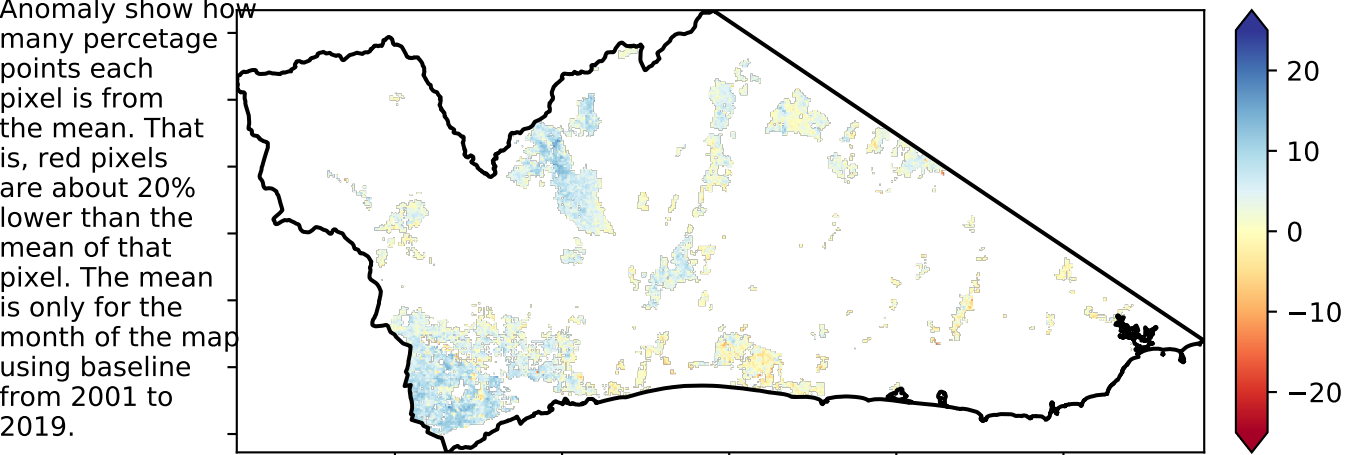 Anomaly show how
many percetage
points each
pixel is from
the mean. That
is, red pixels
are about 20%
lower than the
mean of that
pixel. The mean
is only for the
month of the map
using baseline
from 2001 to
2019.
20
10
0
−10
−20